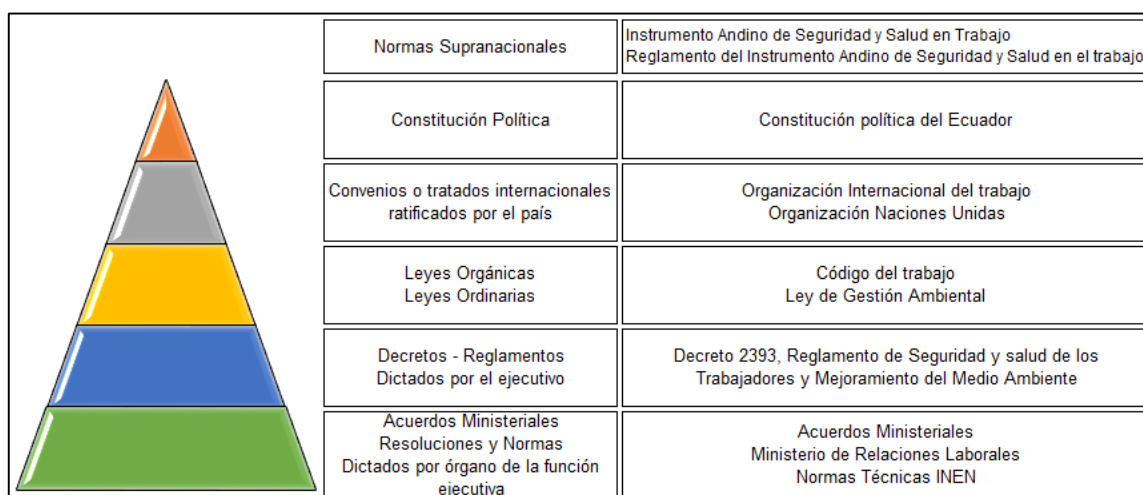 Normas Supranacionales
Instrumento Andino de Seguridad y Salud en Trabajo
Reglamento del Instrumento Andino de Seguridad y Salud en el trabajo
Constitución Política
Constitución política del Ecuador
Convenios o tratados internacionales
ratificados por el país
Organización Internacional del trabajo
Organización Naciones Unidas
Leyes Orgánicas
Leyes Ordinarias
Código del trabajo
Ley de Gestión Ambiental
Decretos - Reglamentos
Dictados por el ejecutivo
Decreto 2393, Reglamento de Seguridad y salud de los
Trabajadores y Mejoramiento del Medio Ambiente
Acuerdos Ministeriales
Resoluciones y Normas
Dictados por órgano de la función
ejecutiva
Acuerdos Ministeriales
Ministerio de Relaciones Laborales
Normas Técnicas INEN